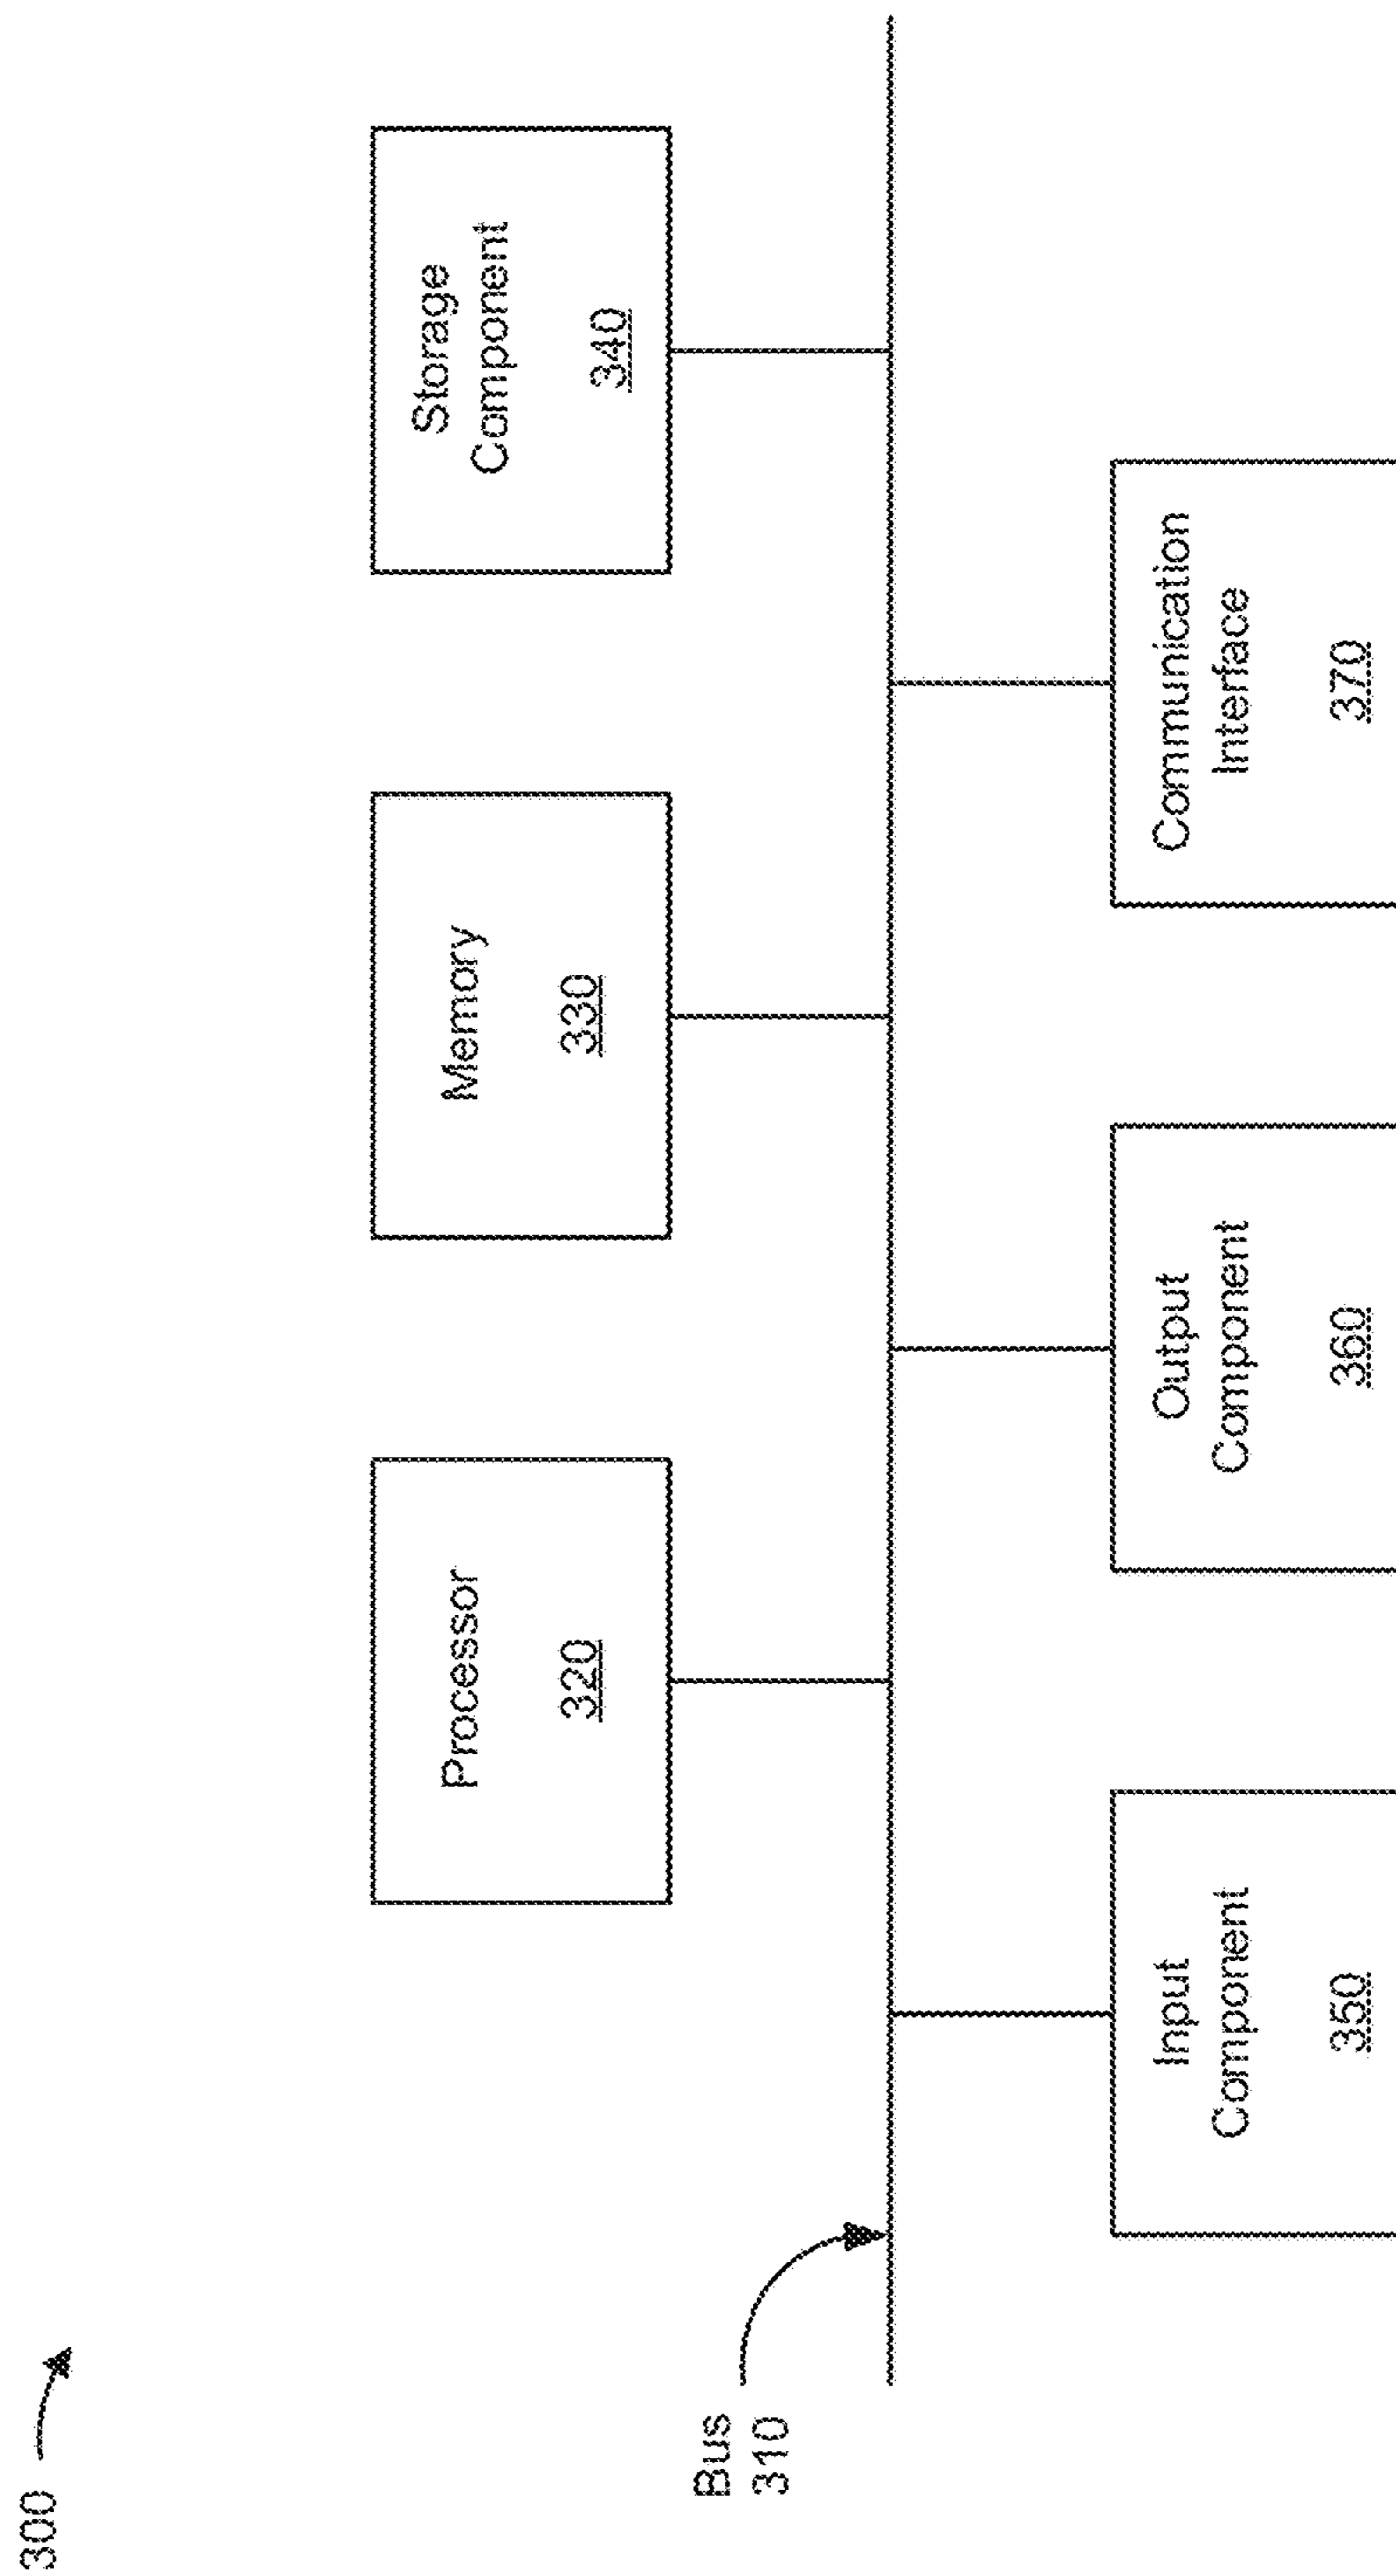 300
Processor
320
Memory
330
Storage
Component
340
Bus
310
Input
Component
350
Output
Component
360
Communication
Interface
370